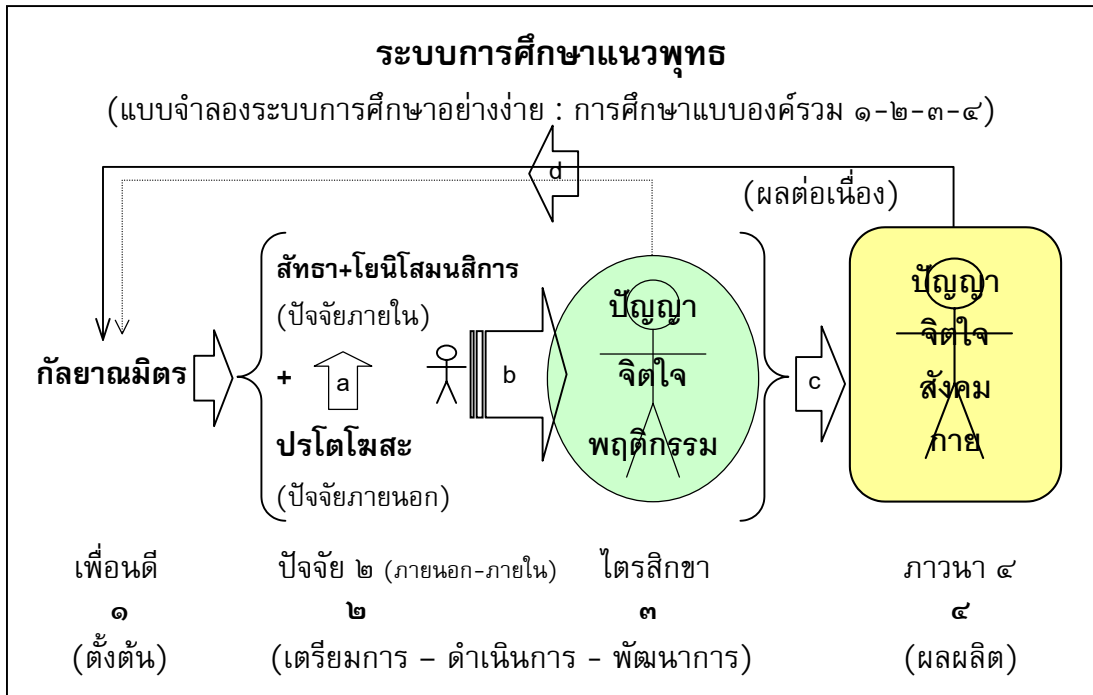 ระบบการศึกษาแนวพุทธ
(แบบจำลองระบบการศึกษาอย่างง่าย : การศึกษาแบบองค์รวม ๑-๒-๓-๔)
d
(ผลต่อเนื่อง)
กัลยาณมิตร
สัทธา+โยนิโสมนสิการ
(ปัจจัยภายใน)
+
a
ปรโตโฆสะ
(ปัจจัยภายนอก)
b
ปัญญา
จิตใจ
พฤติกรรม
c
ปัญญา
จิตใจ
สังคม
กาย
เพื่อนดี
๑
(ตั้งต้น)
ปัจจัย ๒ (ภายนอก-ภายใน)
๒
ไตรสิกขา
๓
(เตรียมการ – ดำเนินการ - พัฒนาการ)
ภาวนา ๔
๔
(ผลผลิต)